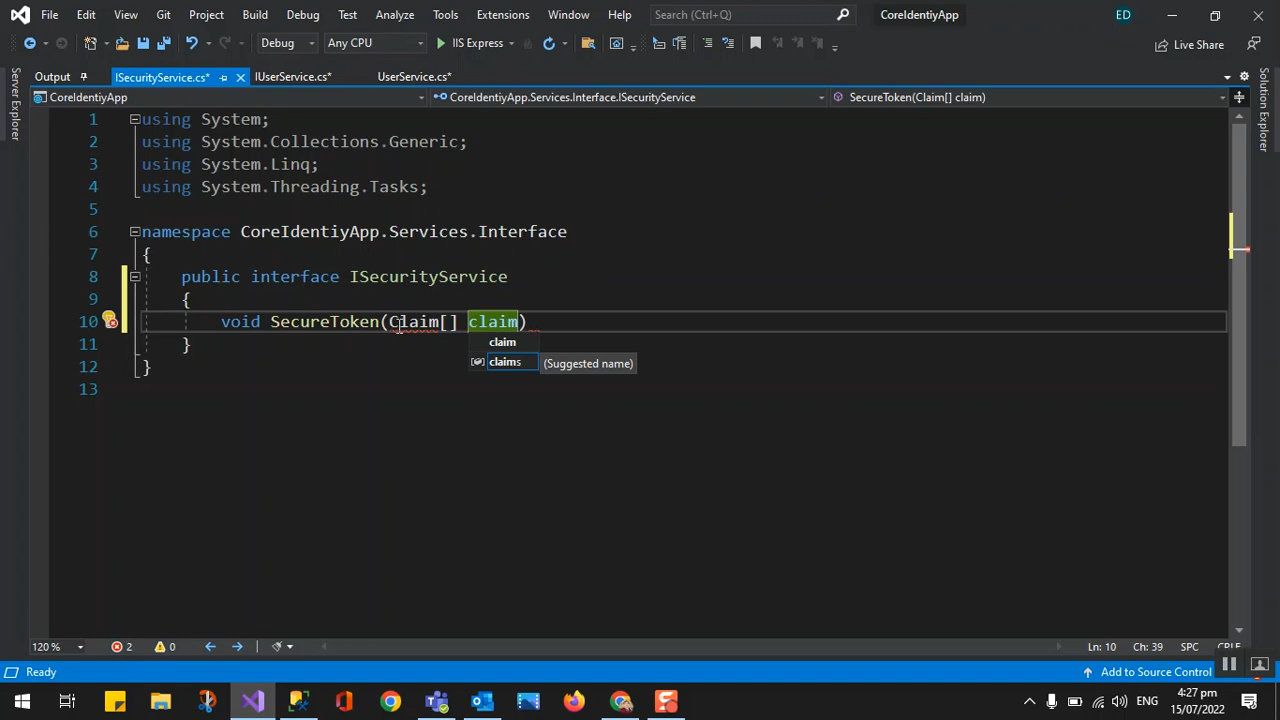 File Edit View Git Project Build Debug Test Analyze Tools Extensions Window Help Search (Ctrl+Q) CoreIdentiyApp ED
Debug Any CPU IIS Express Live Share
Output ISecurityService.cs* IUserService.cs* UserService.cs*
CoreIdentiyApp CoreIdentiyApp.Services.Interface.ISecurityService SecureToken(Claim[] claim)
Server Explorer
Solution Explorer
1 using System;
2 using System.Collections.Generic;
3 using System.Linq;
4 using System.Threading.Tasks;
5
6 namespace CoreIdentiyApp.Services.Interface
7 {
8 public interface ISecurityService
9 {
10 void SecureToken(Claim[] claim)
claim
11 }
claims (Suggested name)
12 }
13
120 % 2 0 Ln: 10 Ch: 39 SPC CRLF
Ready Add to Source Control
ENG 4:27 pm
15/07/2022